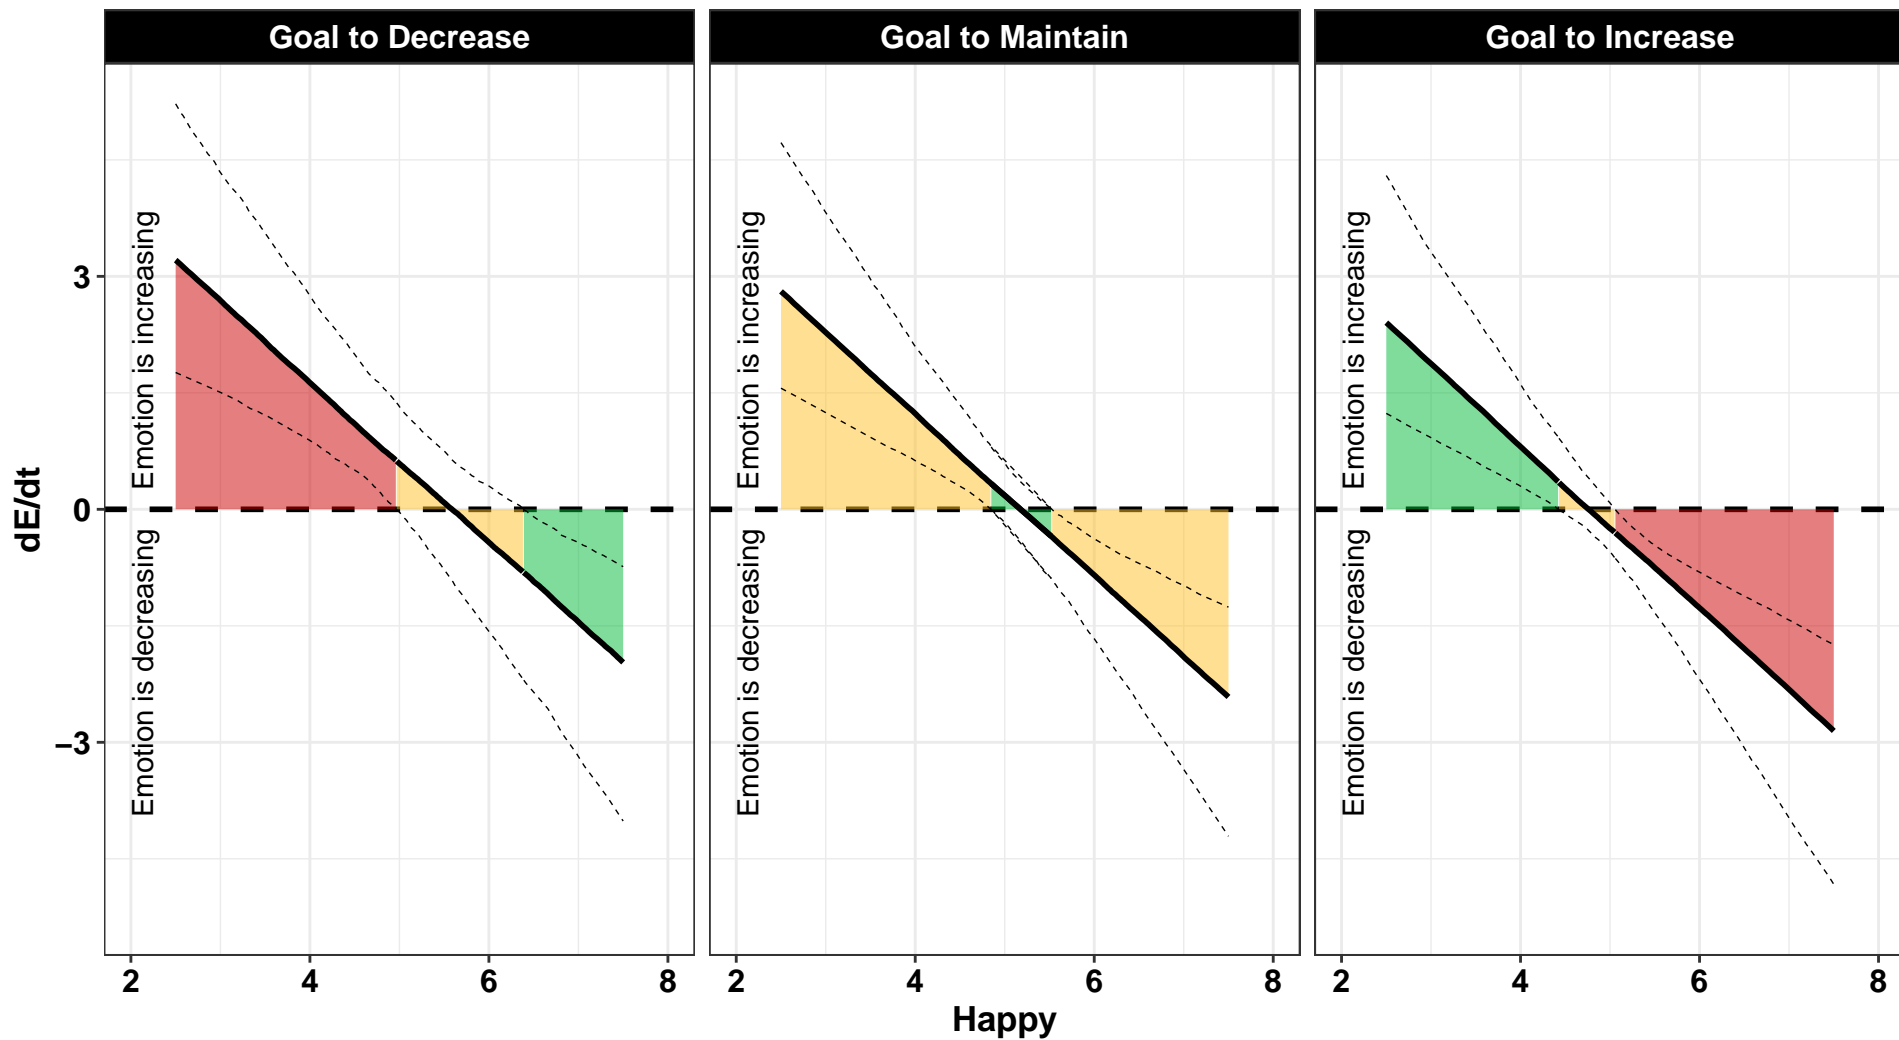 Goal to Decrease
Goal to Maintain
Goal to Increase
dE/dt
3
0
−3
Emotion is increasing
Emotion is decreasing
Emotion is increasing
Emotion is decreasing
Emotion is increasing
Emotion is decreasing
2 4 6 8
2 4 6 8
2 4 6 8
Happy